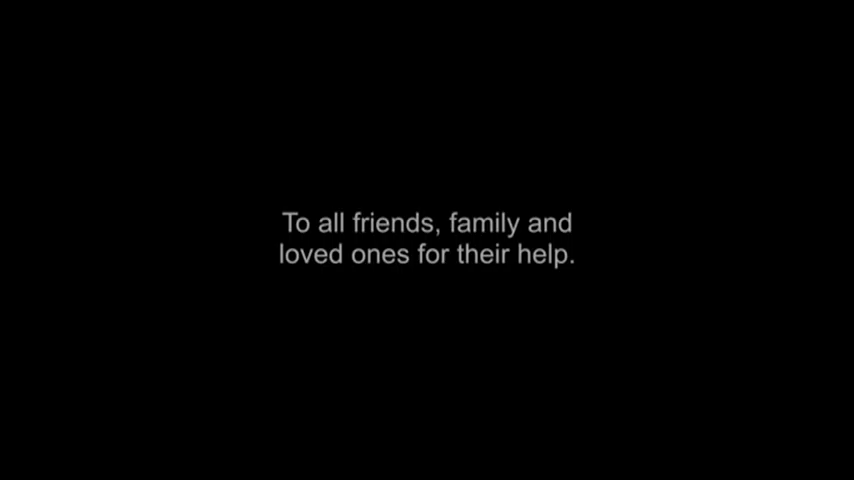 To all friends, family and
loved ones for their help.